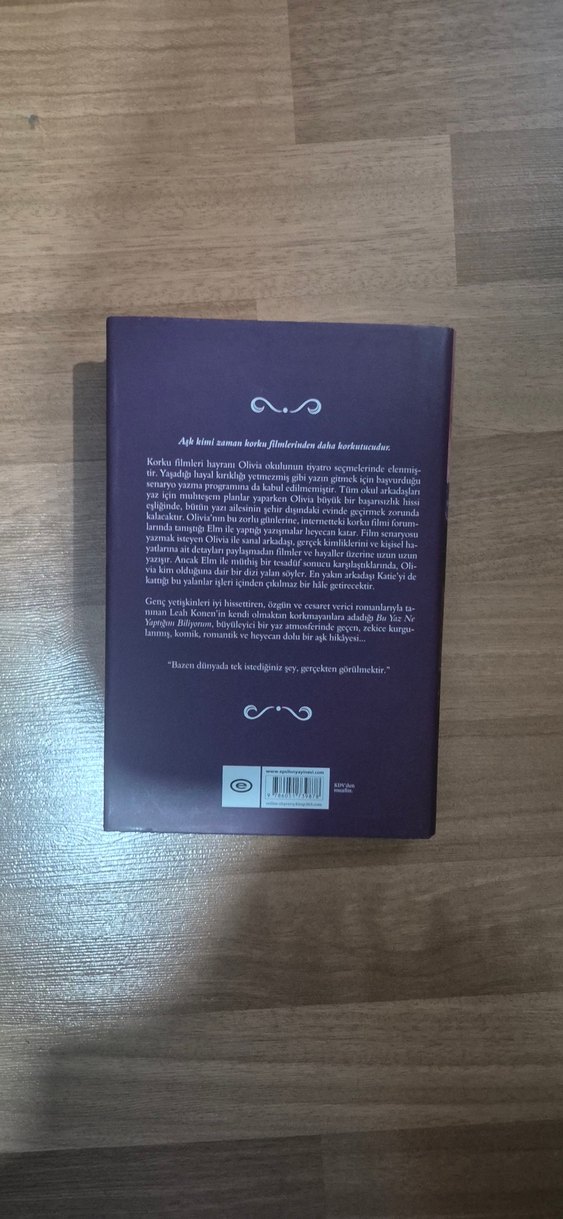 Aşk kimi zaman korku filmlerinden daha korkutucudur.
Korku filmleri hayranı Olivia okulunun tiyatro seçmelerinde elenmiş-
tir. Yaşadığı hayal kırıklığı yetmezmiş gibi yazın gitmek için başvurduğu
senaryo yazma programına da kabul edilmemiştir. Tüm okul arkadaşları
yaz için muhteşem planlar yaparken Olivia büyük bir başarısızlık hissi
eşliğinde, bütün yazı ailesinin şehir dışındaki evinde geçirmek zorunda
kalacaktır. Olivia'nın bu zorlu günlerine, internetteki korku filmi forum-
larında tanıştığı Elm ile yaptığı yazışmalar heyecan katar. Film senaryosu
yazmak isteyen Olivia ile sanal arkadaşı, gerçek kimliklerini ve kişisel ha-
yatlarına ait detayları paylaşmadan filmler ve hayaller üzerine uzun uzun
yazışır. Ancak Elm ile müthiş bir tesadüf sonucu karşılaştıklarında, Oli-
via kim olduğuna dair bir dizi yalan söyler. En yakın arkadaşı Katie'yi de
kattığı bu yalanlar işleri içinden çıkılmaz bir hâle getirecektir.
Genç yetişkinleri iyi hissettiren, özgün ve cesaret verici romanlarıyla ta-
nınan Leah Konen'in kendi olmaktan korkmayanlara adadığı Bu Yaz Ne
Yaptığını Biliyorum, büyüleyici bir yaz atmosferinde geçen, zekice kurgu-
lanmış, komik, romantik ve heyecan dolu bir aşk hikâyesi...
"Bazen dünyada tek istediğiniz şey, gerçekten görülmektir."
www.epsilonyayinevi.com
e
KDV'den
muaftır.